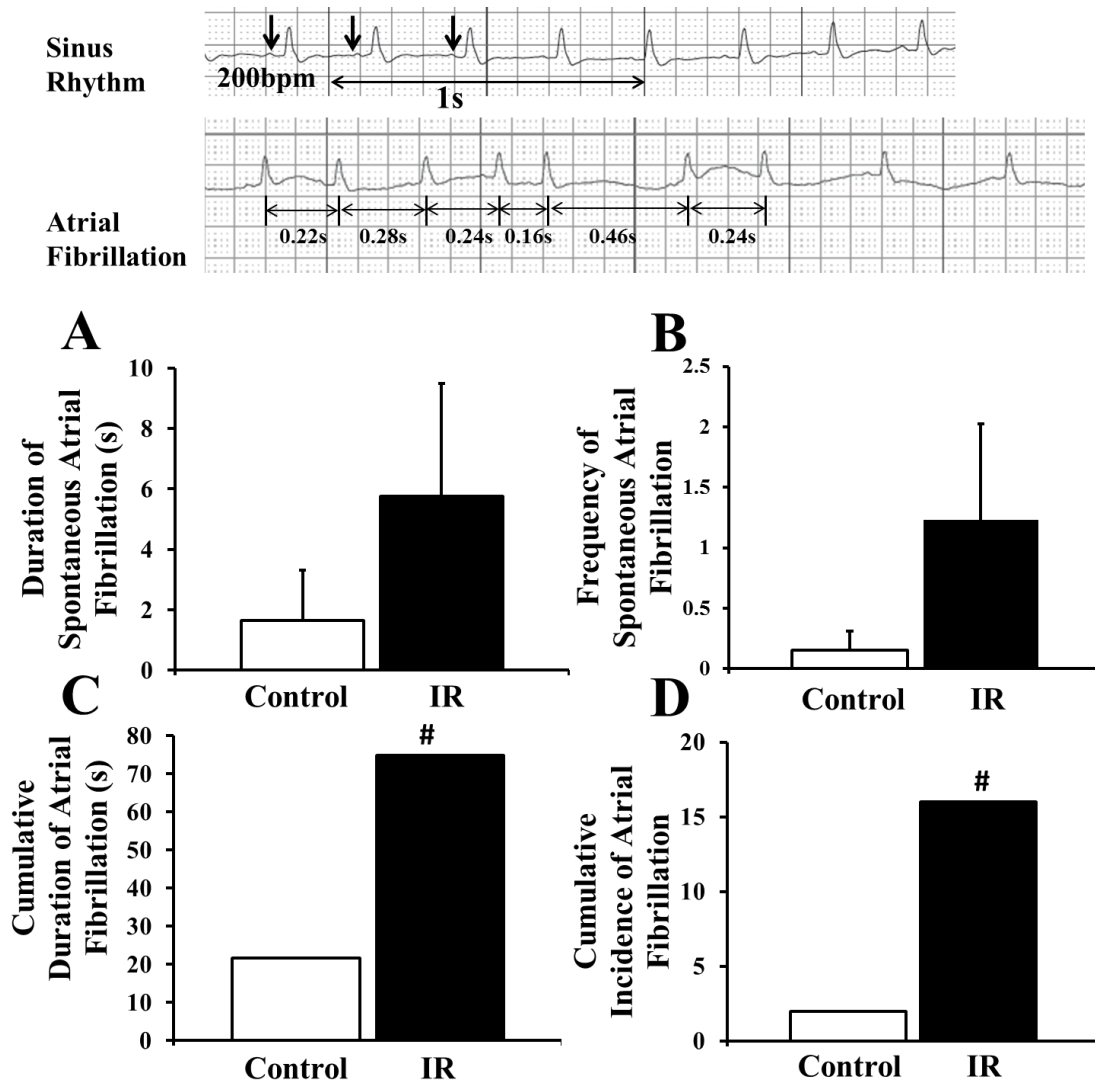 Sinus
Rhythm
200bpm
1s
Atrial
Fibrillation
0.22s 0.28s 0.24s 0.16s 0.46s 0.24s
A
Duration of
Spontaneous Atrial
Fibrillation (s)
10
8
6
4
2
0
Control IR
B
Frequency of
Spontaneous Atrial
Fibrillation
2.5
2
1.5
1
0.5
0
Control IR
C
Cumulative
Duration of Atrial
Fibrillation (s)
80
70
60
50
40
30
20
10
0
#
Control IR
D
Cumulative
Incidence of Atrial
Fibrillation
20
15
10
5
0
#
Control IR